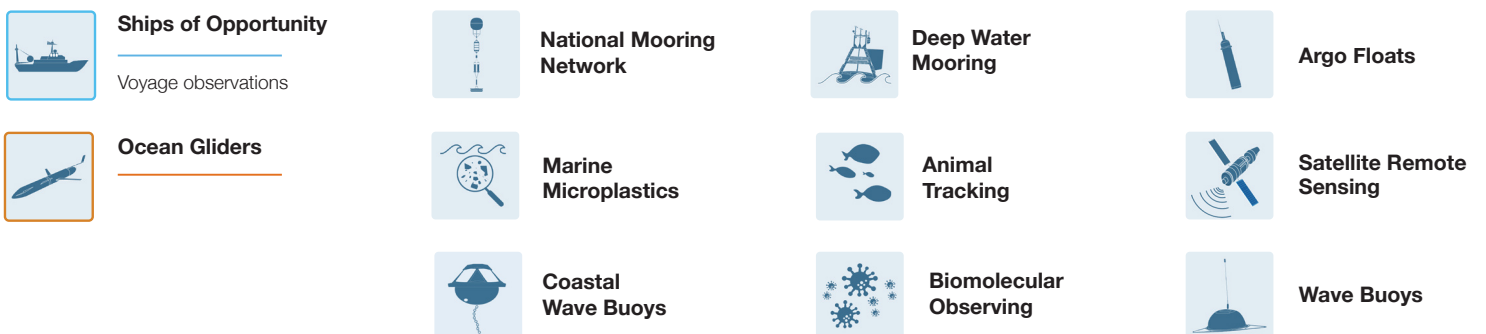 Ships of Opportunity
Voyage observations
Ocean Gliders
National Mooring
Network
Marine
Microplastics
Coastal
Wave Buoys
Deep Water
Mooring
Animal
Tracking
Biomolecular
Observing
Argo Floats
Satellite Remote
Sensing
Wave Buoys